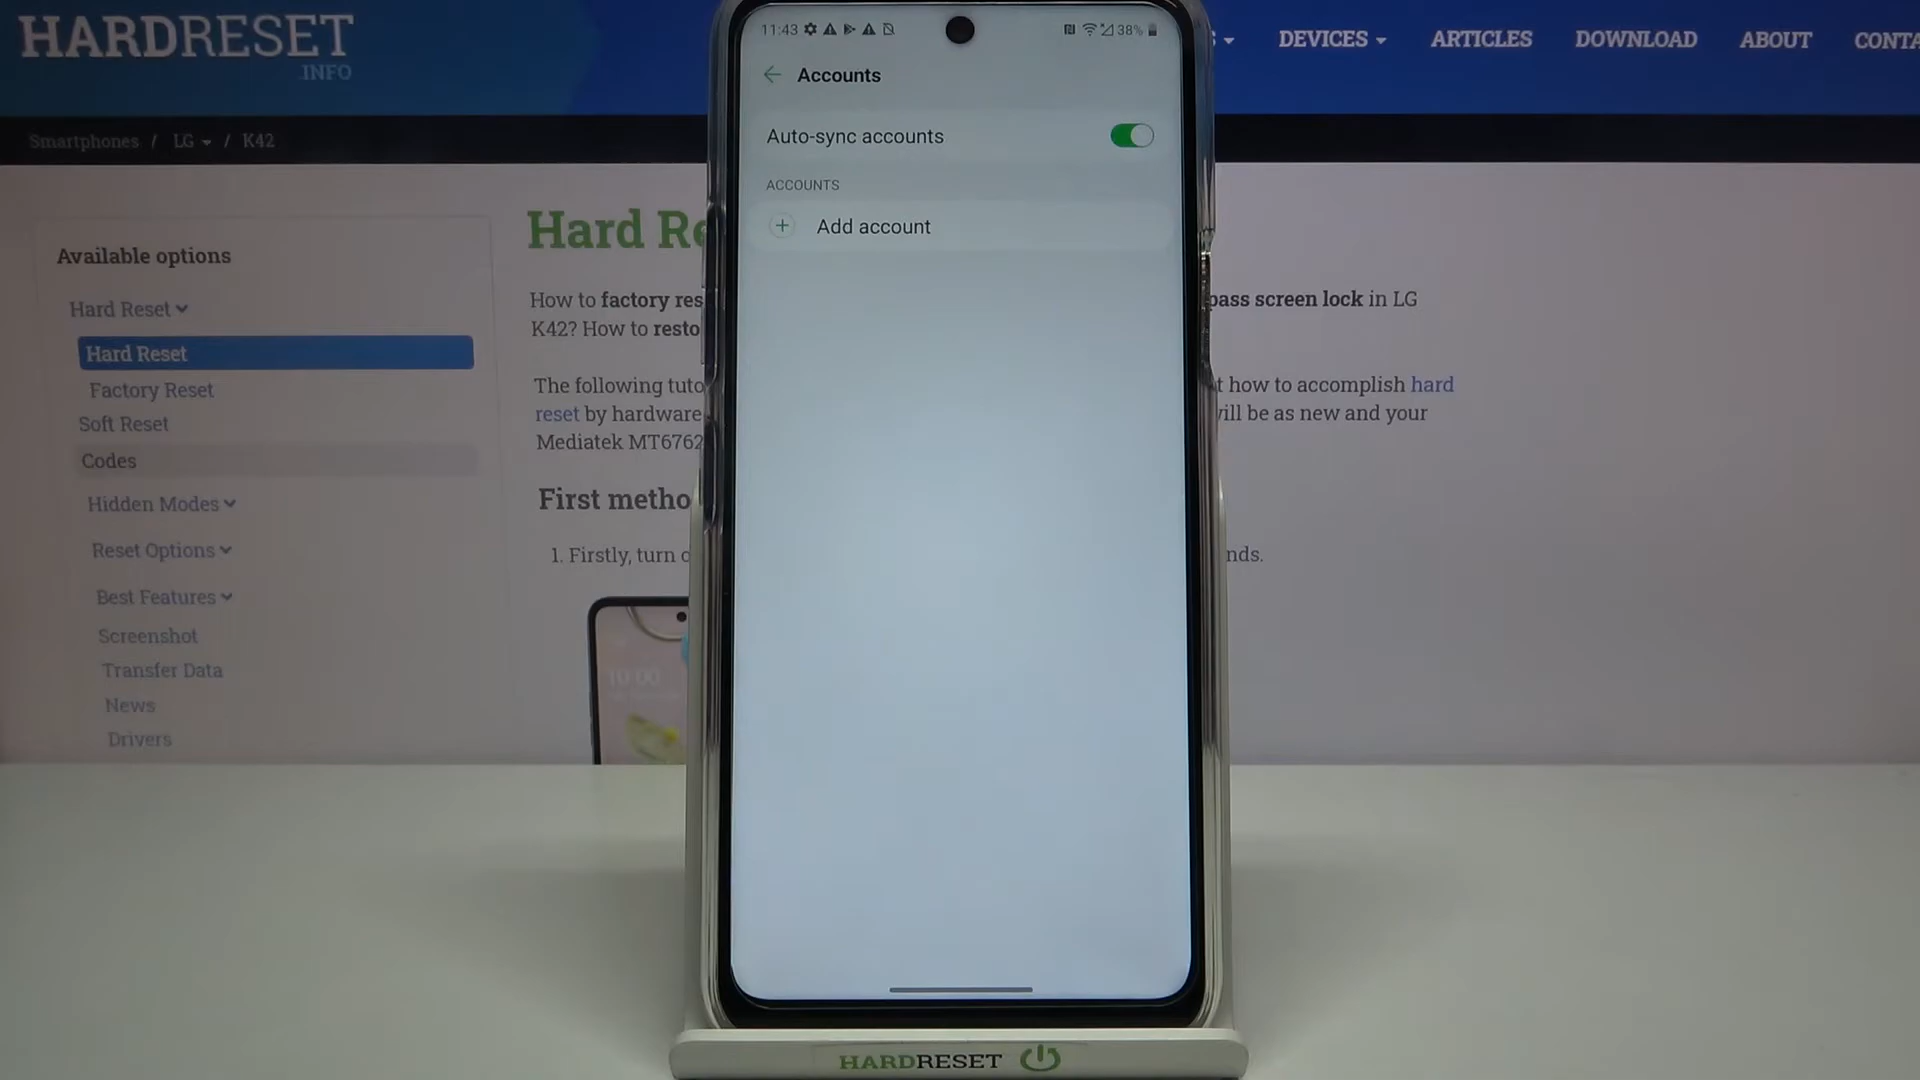 HARDRESET
.INFO
DEVICES
ARTICLES
DOWNLOAD
ABOUT
CONTA
Smartphones / LG / K42
11:43
38%
Accounts
Auto-sync accounts
ACCOUNTS
Add account
Available options
Hard Reset
Hard Reset
Factory Reset
Soft Reset
Codes
Hidden Modes
Reset Options
Best Features
Screenshot
Transfer Data
News
Drivers
Hard Re
How to factory res pass screen lock in LG
K42? How to resto
The following tuto t how to accomplish hard
reset by hardware will be as new and your
Mediatek MT6762
First metho
1. Firstly, turn o nds.
10:00
HARDRESET